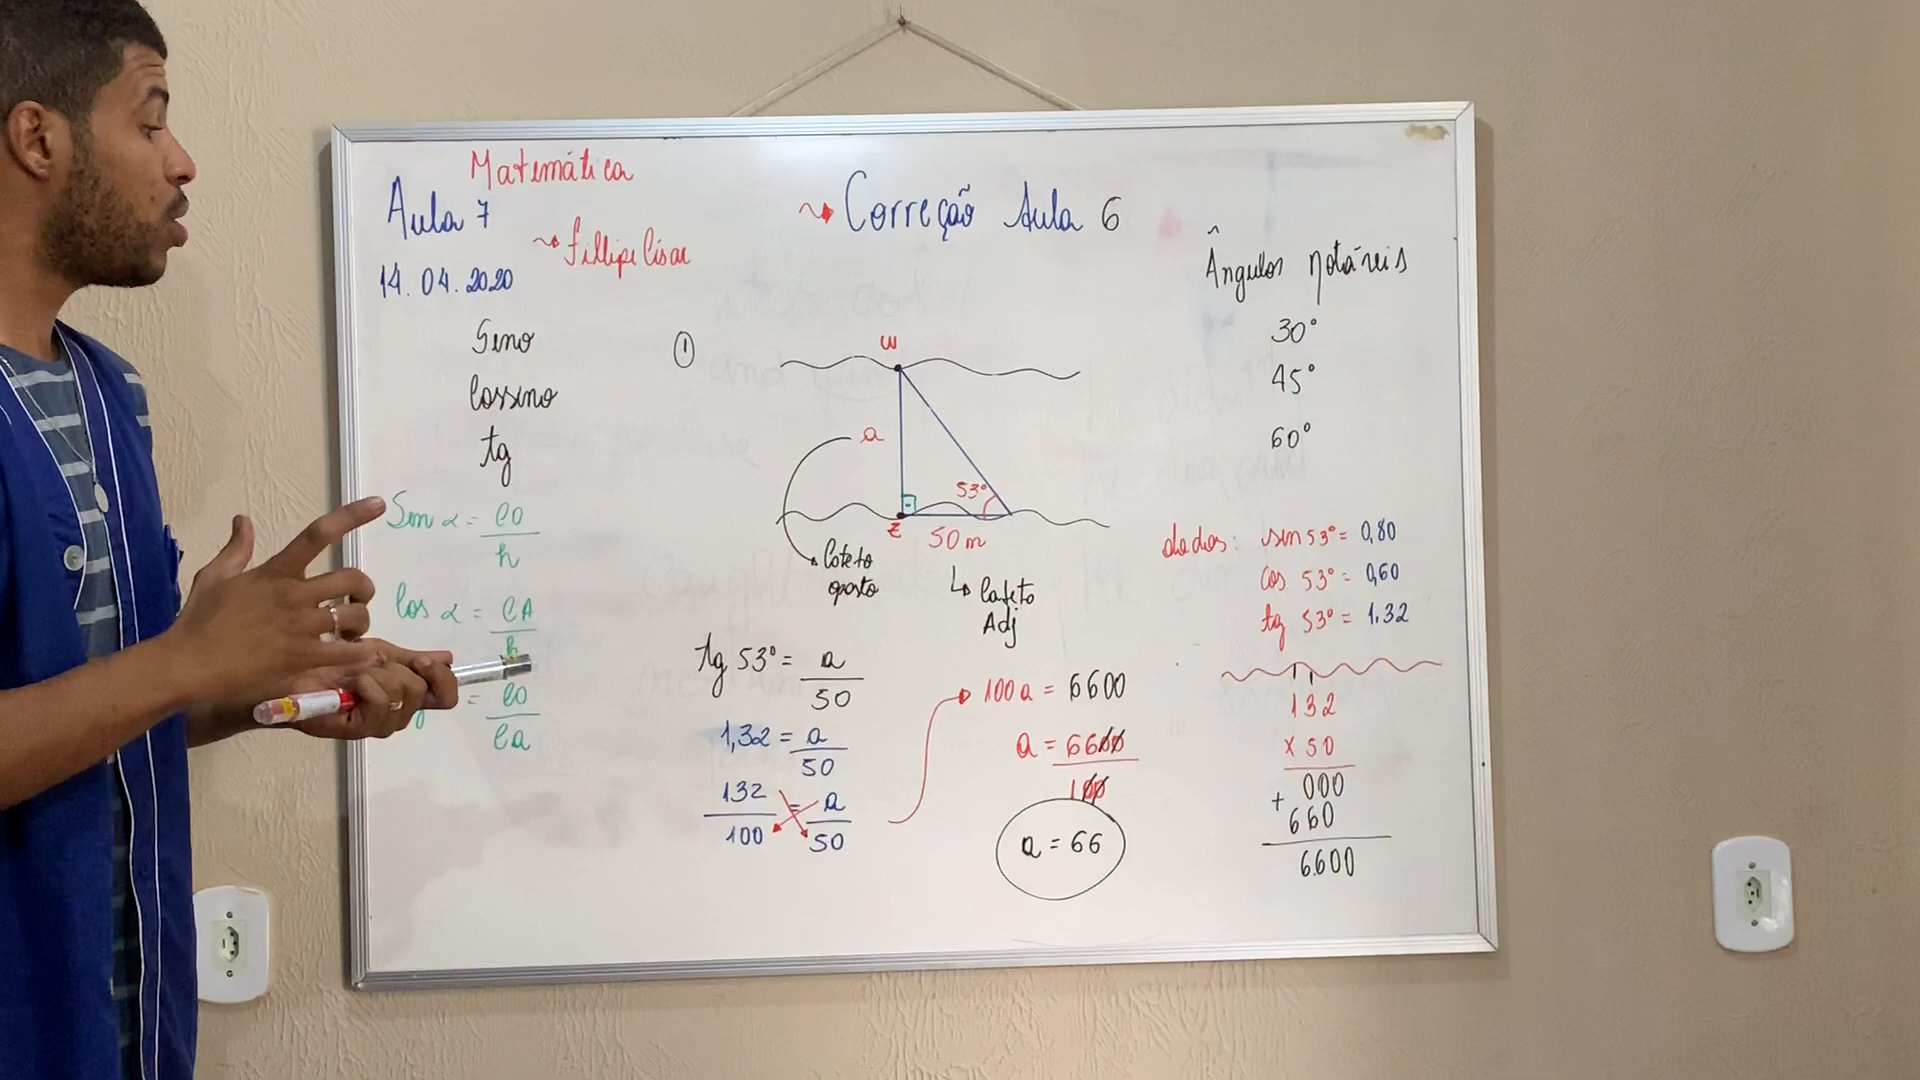 Matemática
Aula 7
~ Fillipe César
14.04.2020
Seno
Cosseno
tg
Sen α = CO
h
Cos α = CA
h
= CO
Ca
Correção Aula 6
1
W
a
53°
Z
50 m
Cateto
oposto
Cateto
Adj
tg 53° = a
50
1,32 = a
50
132 = a
100 50
100 a = 6600
a = 6600
100
a = 66
Ângulos notáveis
30°
45°
60°
dados: sen 53° = 0,80
cos 53° = 0,60
tg 53° = 1.32
132
x 50
000
+
660
6.600